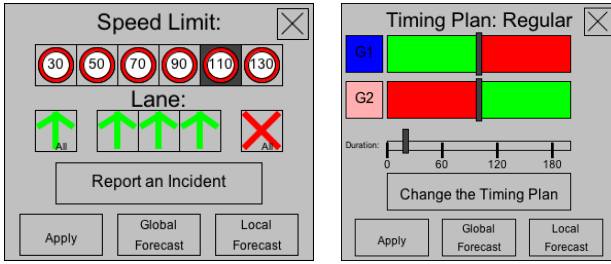 Speed Limit:
30 50 70 90 110 130
Lane:
All All
Report an Incident
Apply
Global
Forecast
Local
Forecast
Timing Plan: Regular
G1
G2
Duration:
0 60 120 180
Change the Timing Plan
Apply
Global
Forecast
Local
Forecast